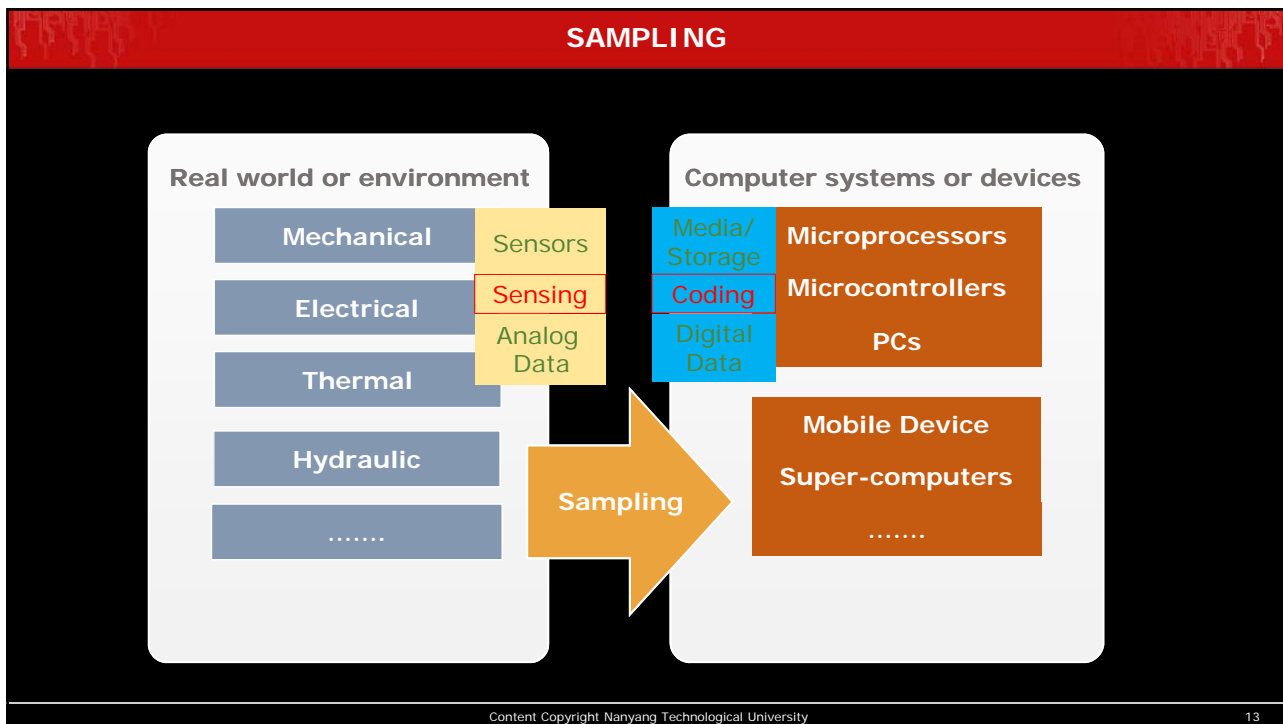 SAMPLING
Real world or environment
Mechanical
Electrical
Thermal
Hydraulic
.......
Sensors
Sensing
Analog
Data
Sampling
Computer systems or devices
Media/
Storage
Coding
Digital
Data
Microprocessors
Microcontrollers
PCs
Mobile Device
Super-computers
.......
Content Copyright Nanyang Technological University
13